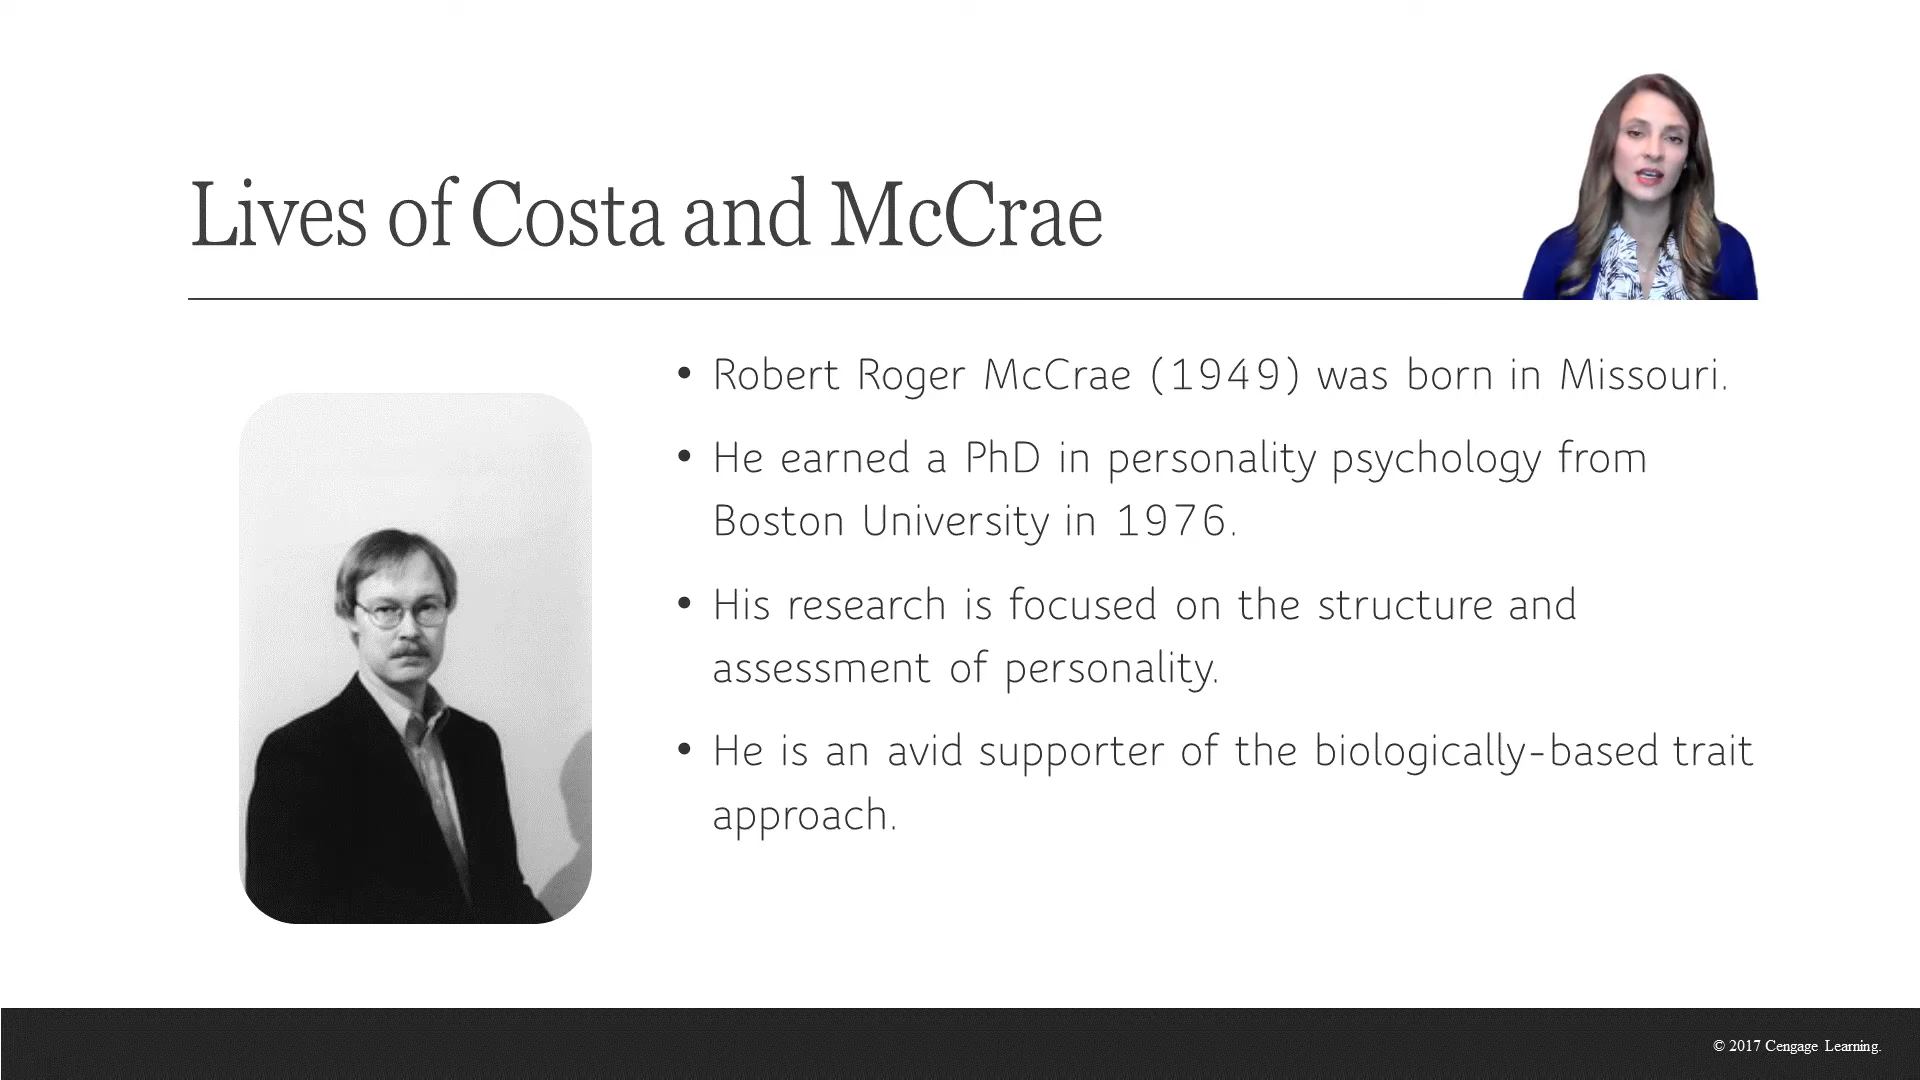 Lives of Costa and McCrae
• Robert Roger McCrae (1949) was born in Missouri.
• He earned a PhD in personality psychology from
Boston University in 1976.
• His research is focused on the structure and
assessment of personality.
• He is an avid supporter of the biologically-based trait
approach.
© 2017 Cengage Learning.